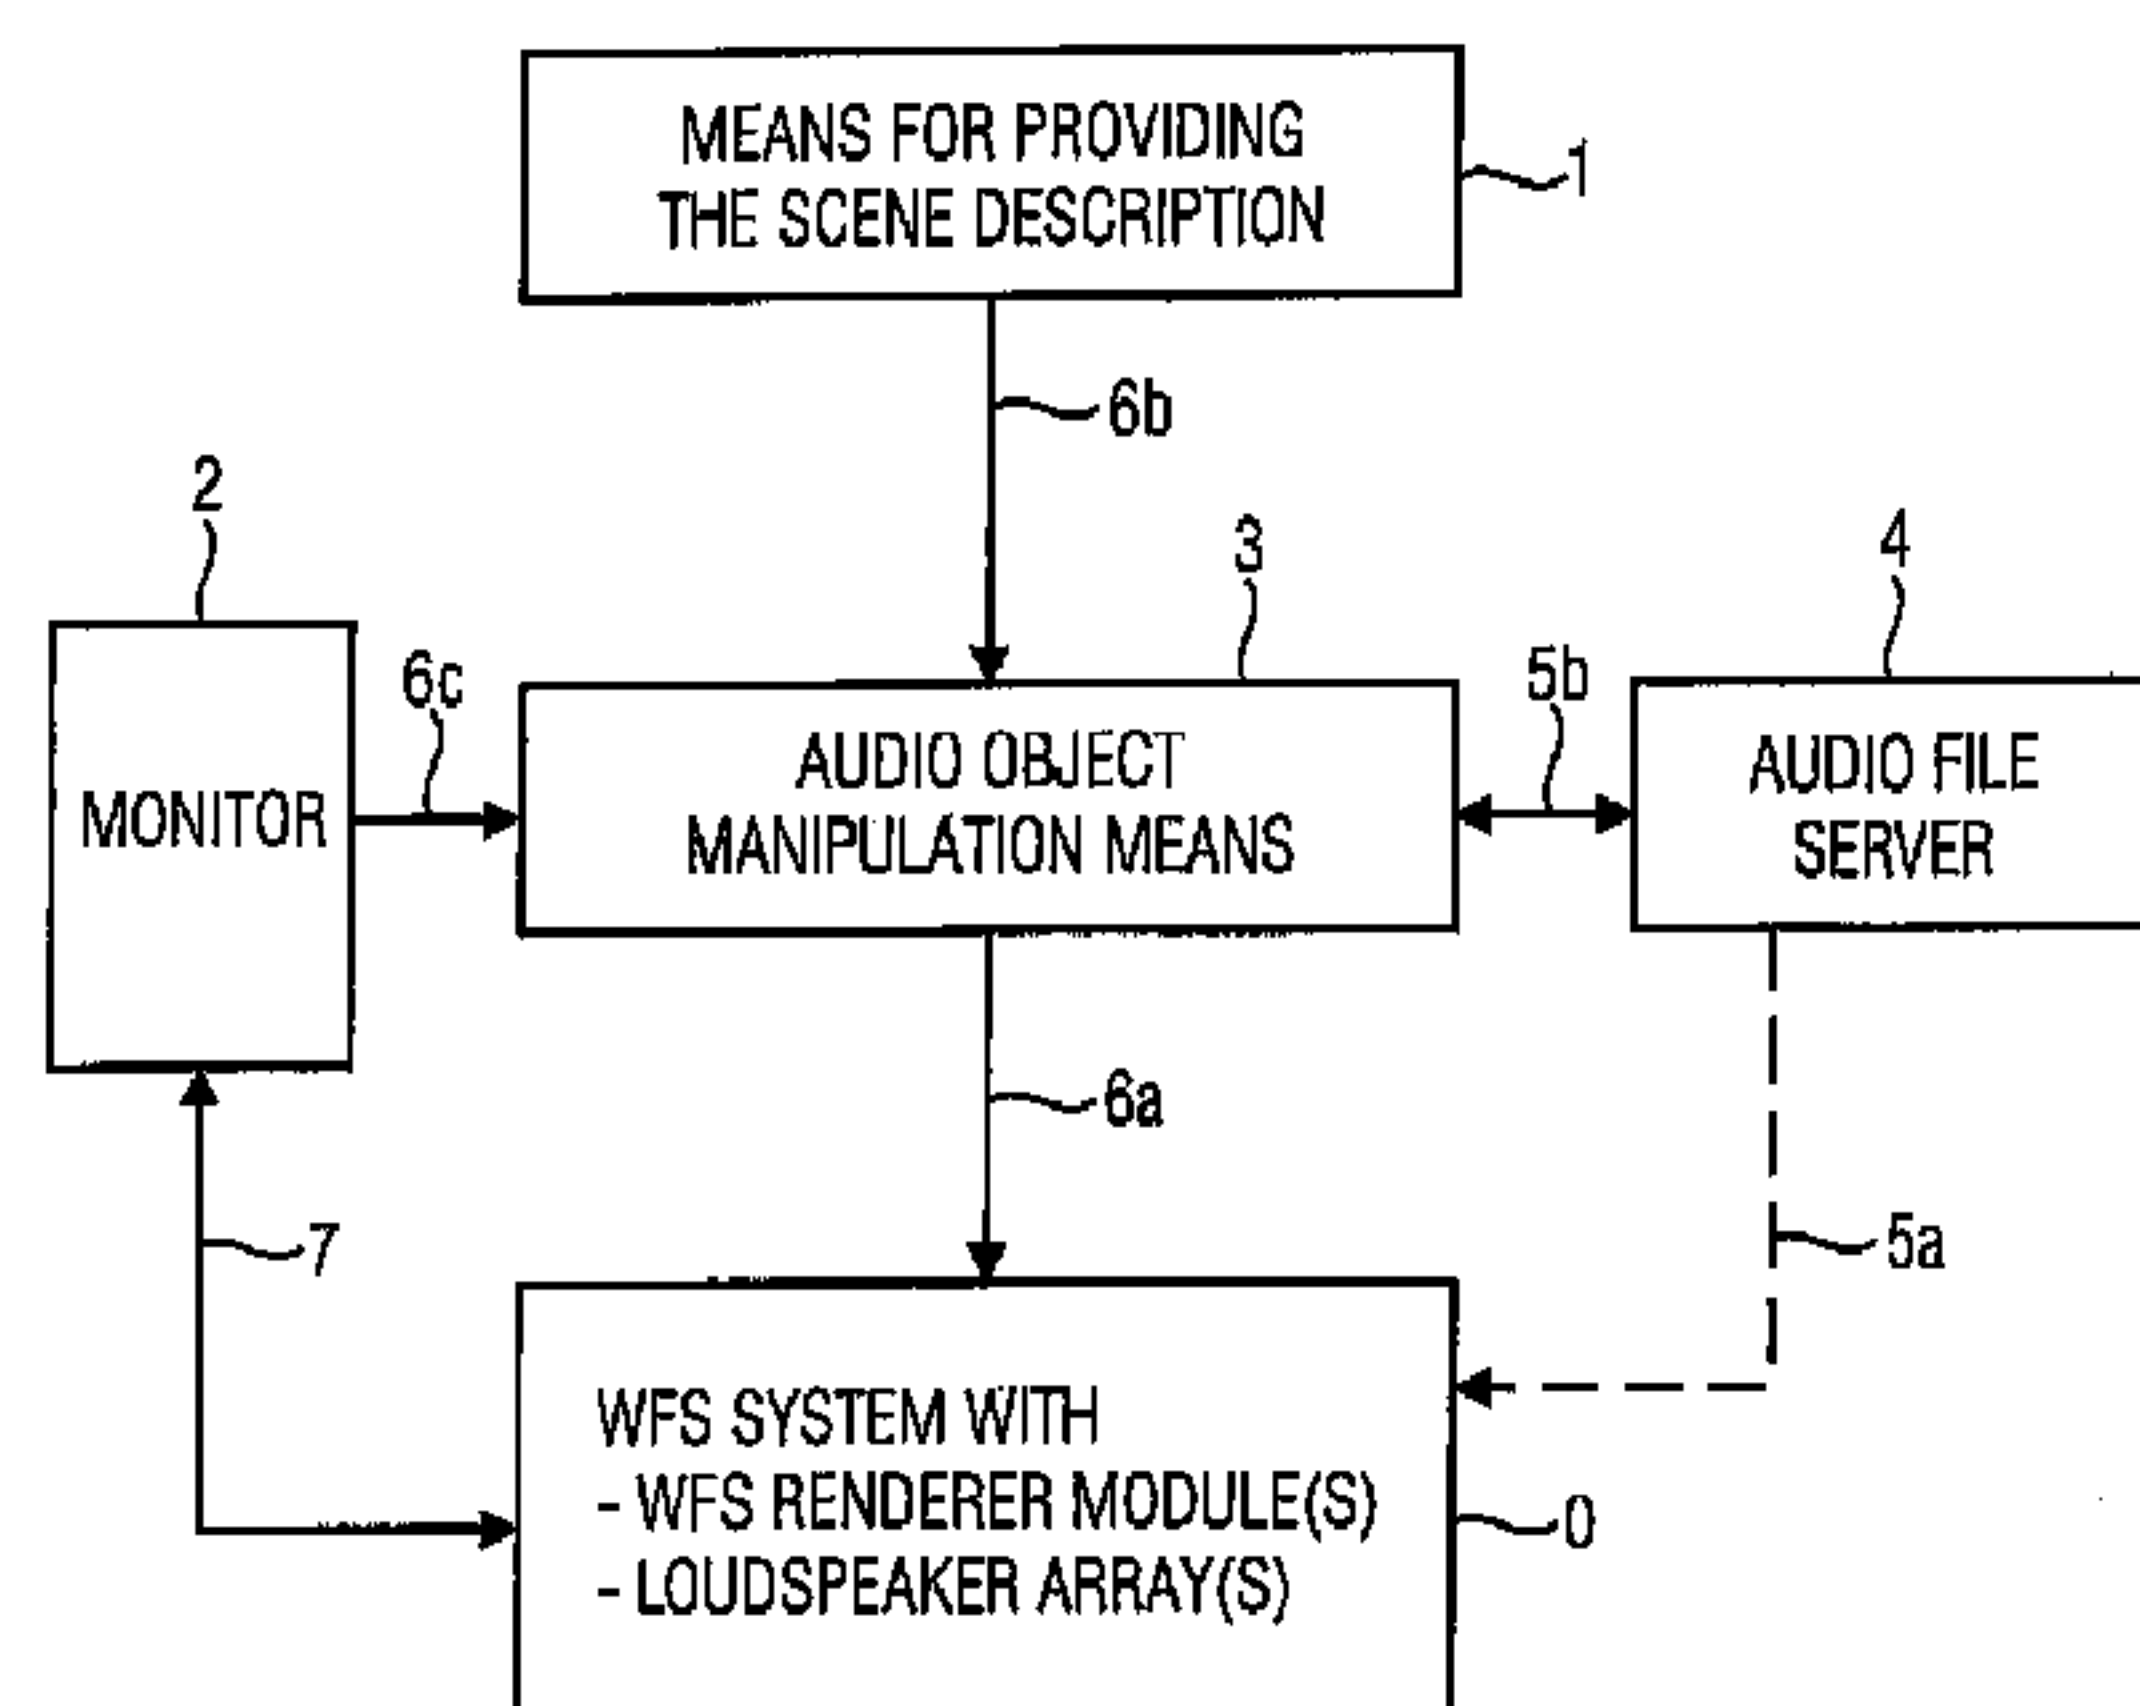 MEANS FOR PROVIDING
THE SCENE DESCRIPTION
1
6b
2
3
4
6c
5b
MONITOR
AUDIO OBJECT
MANIPULATION MEANS
AUDIO FILE
SERVER
6a
7
5a
WFS SYSTEM WITH
- WFS RENDERER MODULE(S)
- LOUDSPEAKER ARRAY(S)
0